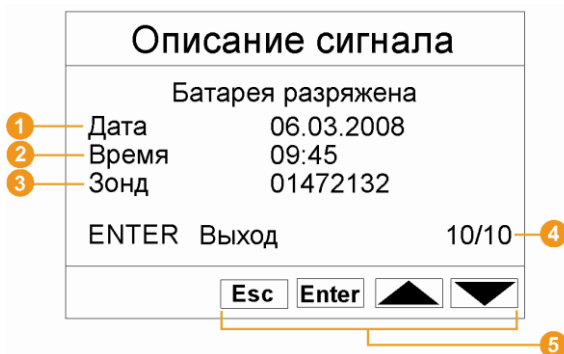 Описание сигнала
Батарея разряжена
1 Дата 06.03.2008
2 Время 09:45
3 Зонд 01472132
ENTER Выход 10/10 4
Esc Enter
5